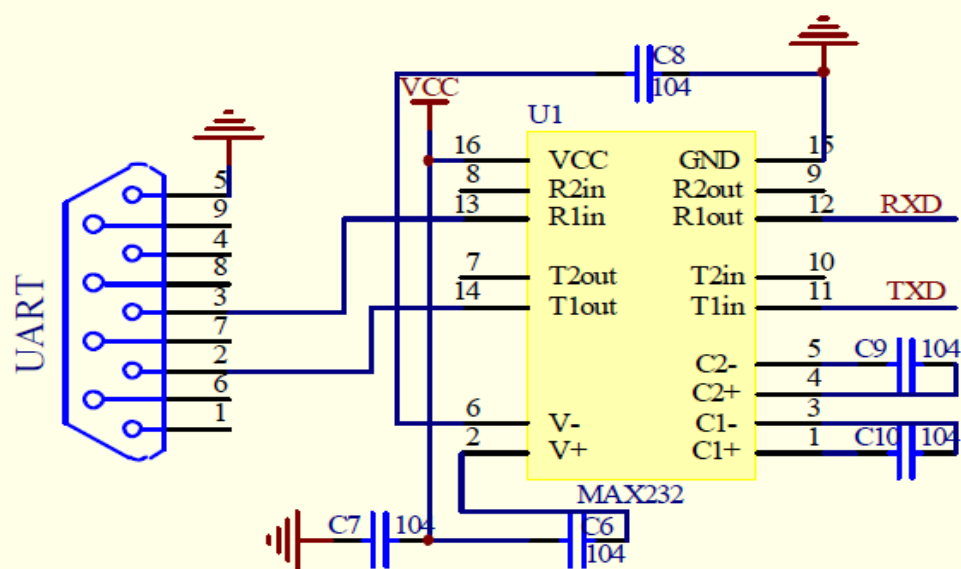 C8
104
VCC
U1
16 VCC GND 15
8 R2in R2out 9
13 R1in R1out 12 RXD
7 T2out T2in 10
14 T1out T1in 11 TXD
C2- 5 C9 104
C2+ 4
6 V- C1- 3
2 V+ C1+ 1 C10 104
MAX232
C7 104
C6
104
UART
5
9
4
8
3
7
2
6
1